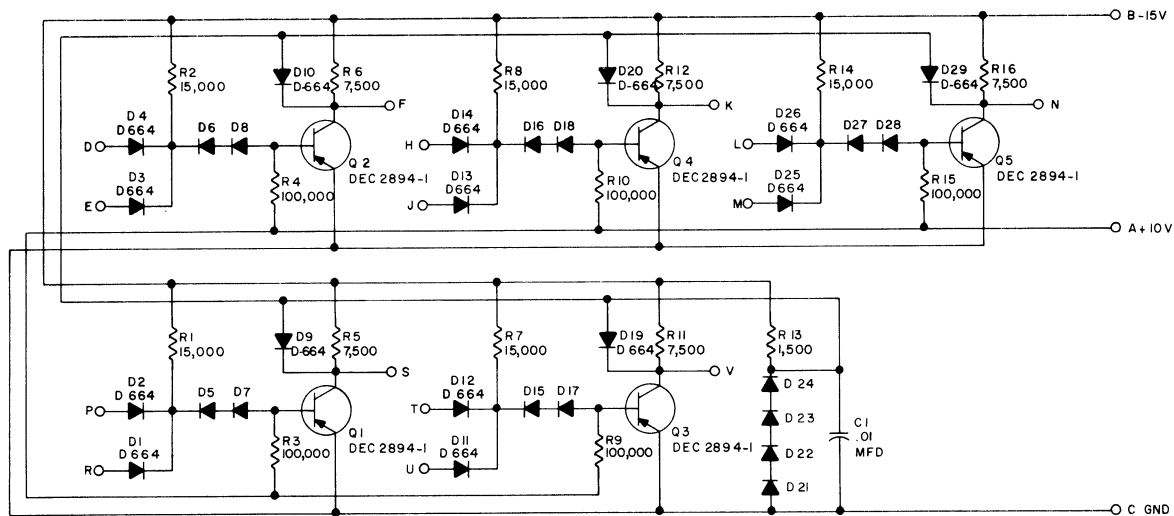 B-15V
R2
15,000
D10
D-664
R6
7,500
F
D4
D664
D
D6
D8
D3
D664
E
R4
100,000
Q2
DEC 2894-1
R8
15,000
D20
D-664
R12
7,500
K
D14
D664
H
D16
D18
D13
D664
J
R10
100,000
Q4
DEC 2894-1
R14
15,000
D29
D-664
R16
7,500
N
D26
D664
L
D27
D28
D25
D664
M
R15
100,000
Q5
DEC 2894-1
A+10V
R1
15,000
D9
D-664
R5
7,500
S
D2
D664
P
D5
D7
D1
D664
R
R3
100,000
Q1
DEC 2894-1
R7
15,000
D19
D664
R11
7,500
V
D12
D664
T
D15
D17
D11
D664
U
R9
100,000
Q3
DEC 2894-1
R13
1,500
D24
D23
D22
D21
C1
.01
MFD
C GND